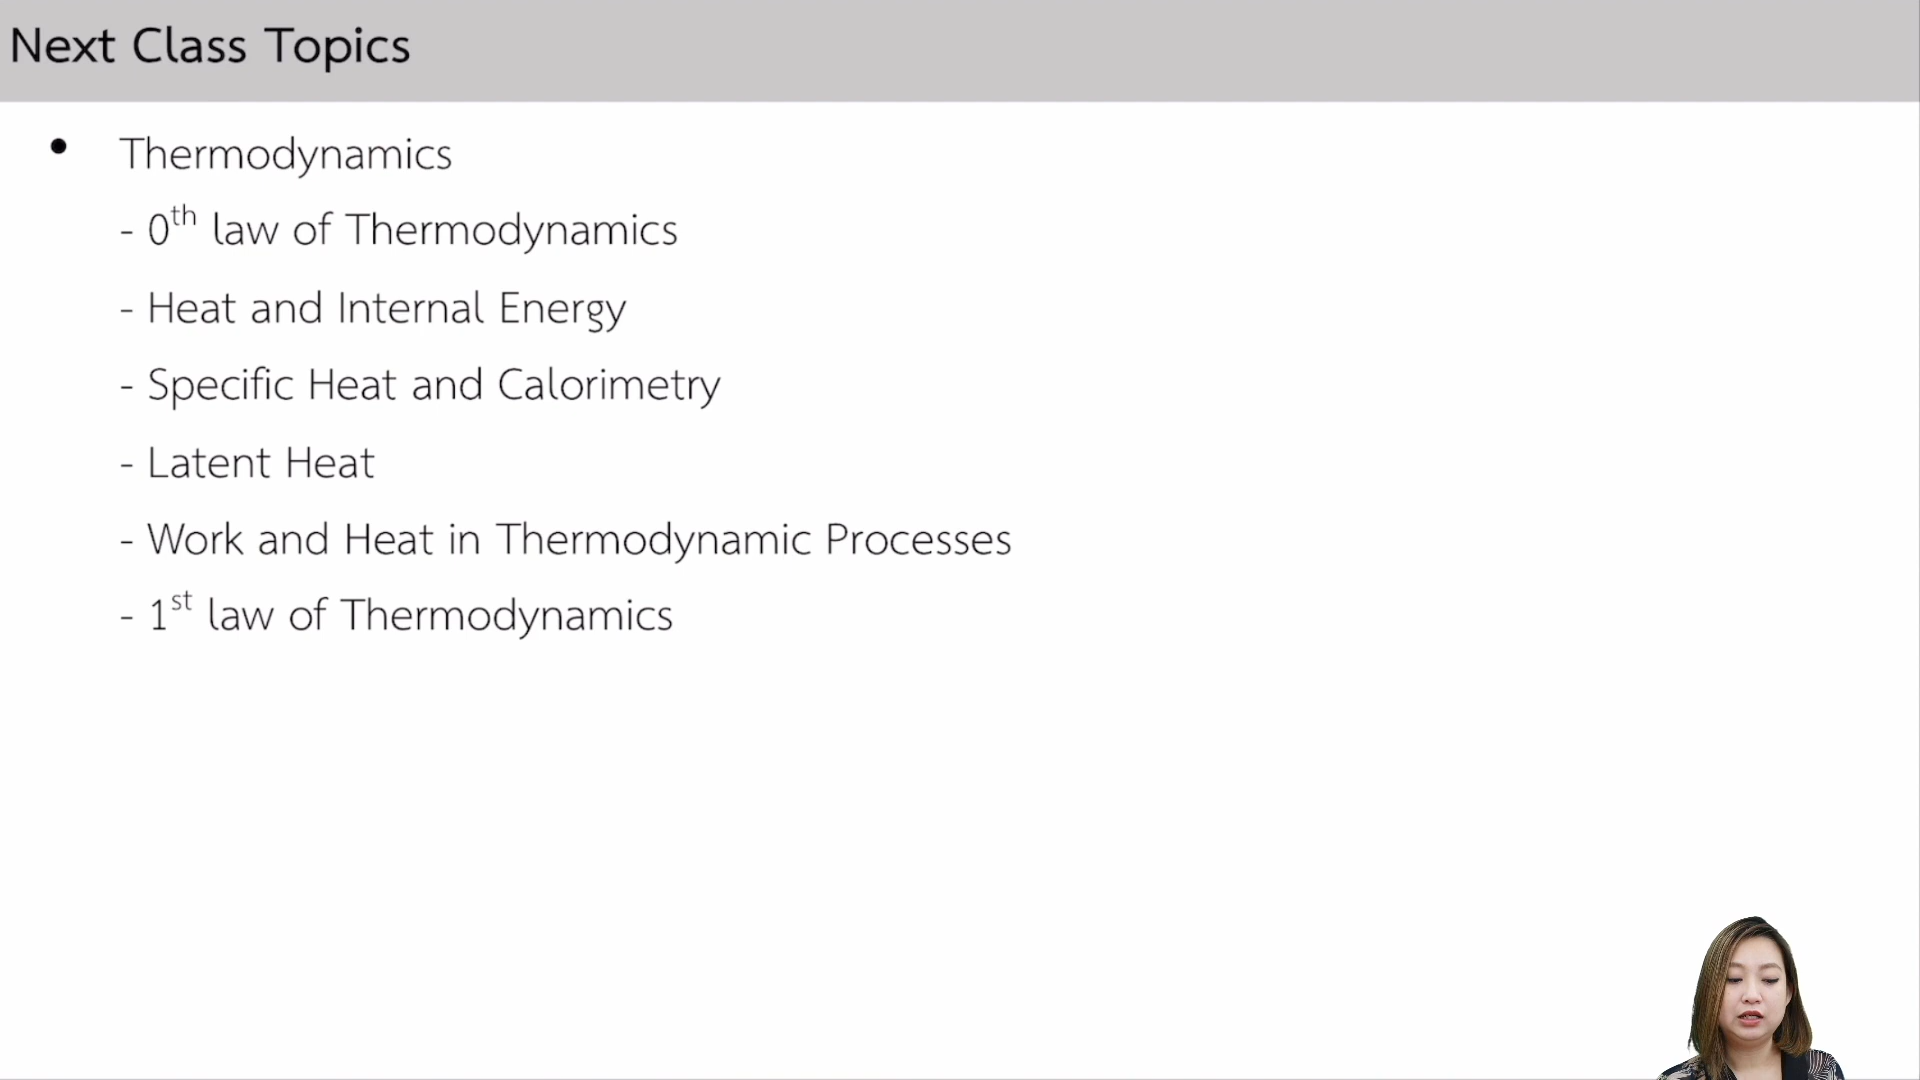 Next Class Topics
• Thermodynamics
- 0th law of Thermodynamics
- Heat and Internal Energy
- Specific Heat and Calorimetry
- Latent Heat
- Work and Heat in Thermodynamic Processes
- 1st law of Thermodynamics